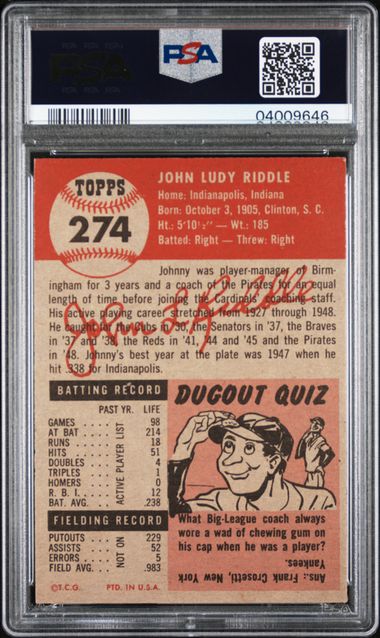 PSA
PSA
04009646
TOPPS
274
JOHN LUDY RIDDLE
Home: Indianapolis, Indiana
Born: October 3, 1905, Clinton, S. C.
Ht.: 5'10½" — Wt.: 185
Batted: Right — Threw: Right
Johnny was player-manager of Birm-
ingham for 3 years and a coach of the Pirates for an
equal length of time before joining the Cardinals' coaching staff.
His active playing career stretched from 1927 through 1948.
He caught for the Sox in '30, the Senators in '37, the Braves
in '37 and '38, the Reds in '41, 44 and '45 and the Pirates
in '48. Johnny's best year at the plate was 1947 when he
hit .338 for Indianapolis.
John L Riddle
BATTING RECORD
PAST YR. LIFE
GAMES 98
AT BAT 214
RUNS 18
HITS 51
DOUBLES 4
TRIPLES 1
HOMERS 0
R. B. I. 12
BAT. AVG. .238
FIELDING RECORD
PUTOUTS 229
ASSISTS 52
ERRORS 5
FIELD AVG. .983
NOT ON ACTIVE PLAYER LIST
©T.C.G. PTD. IN U.S.A.
DUGOUT QUIZ
What Big-League coach always
wore a wad of chewing gum on
his cap when he was a player?
Ans.: Frank Crosetti, New York
Yankees.